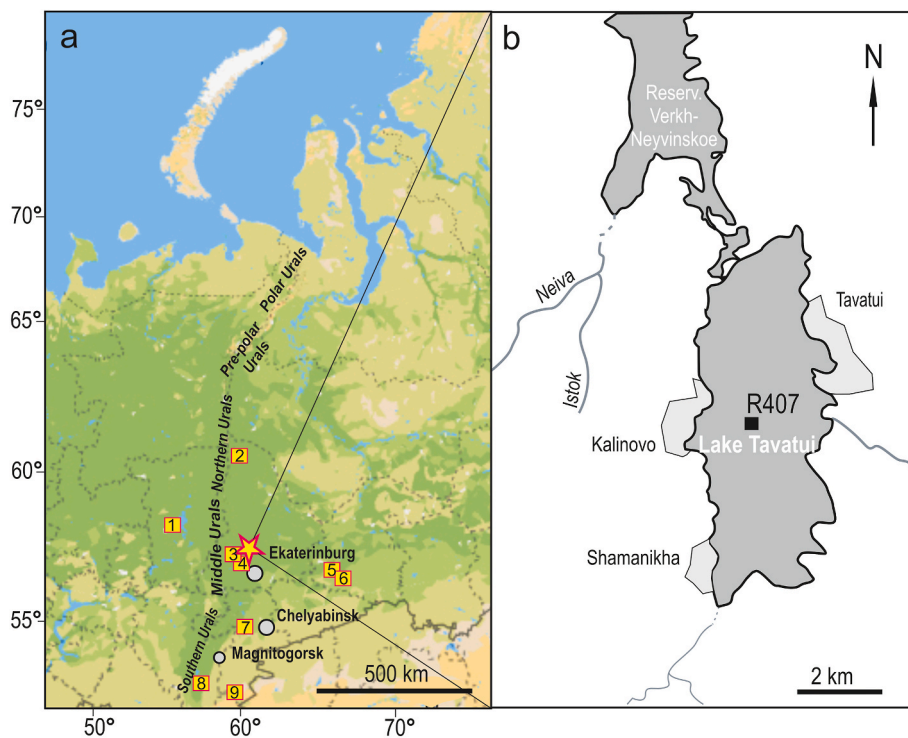 a
75°
70°
65°
60°
55°
50°
60°
70°
Polar Urals
Pre-polar
Urals
Northern Urals
Middle Urals
Southern Urals
2
1
3
4
Ekaterinburg
5
6
7
Chelyabinsk
Magnitogorsk
8
9
500 km
b
N
Reserv.
Verkh-
Neyvinskoe
Neiva
Istok
Tavatui
R407
Kalinovo
Lake Tavatui
Shamanikha
2 km